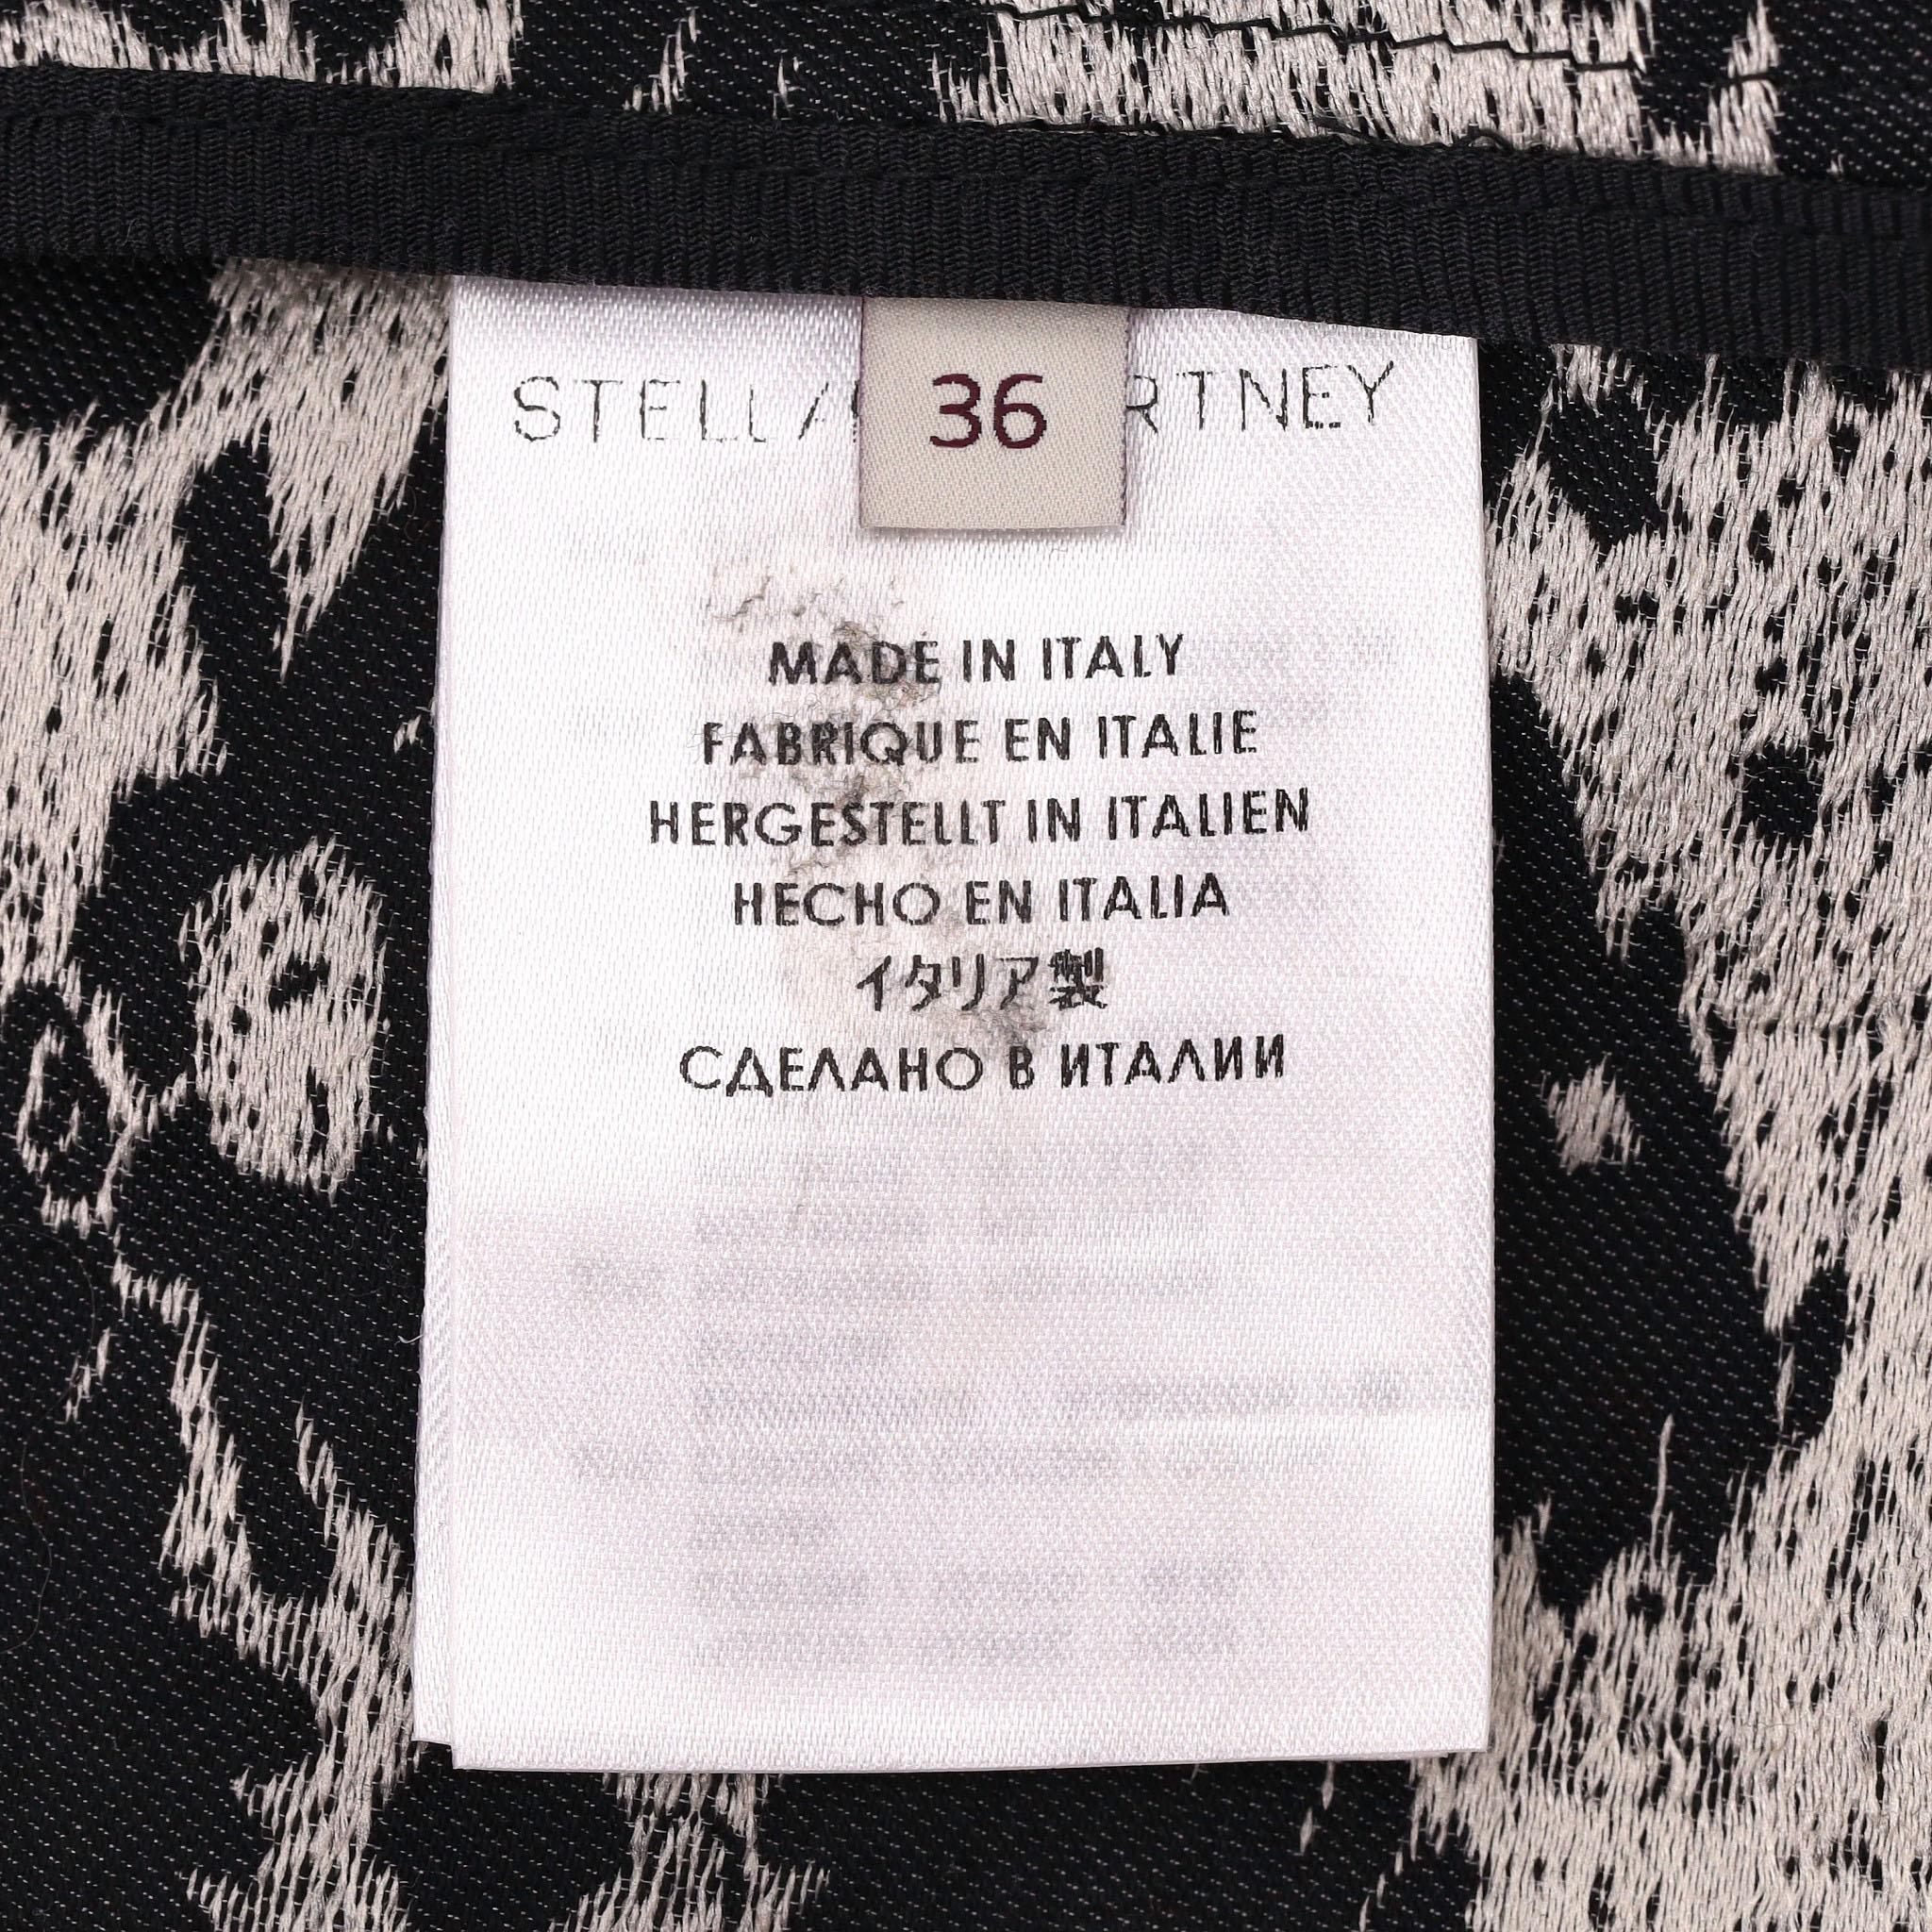 STELLA
36
RTNEY
MADE IN ITALY
FABRIQUE EN ITALIE
HERGESTELLT IN ITALIEN
HECHO EN ITALIA
イタリア製
СДЕЛАНО В ИТАЛИИ